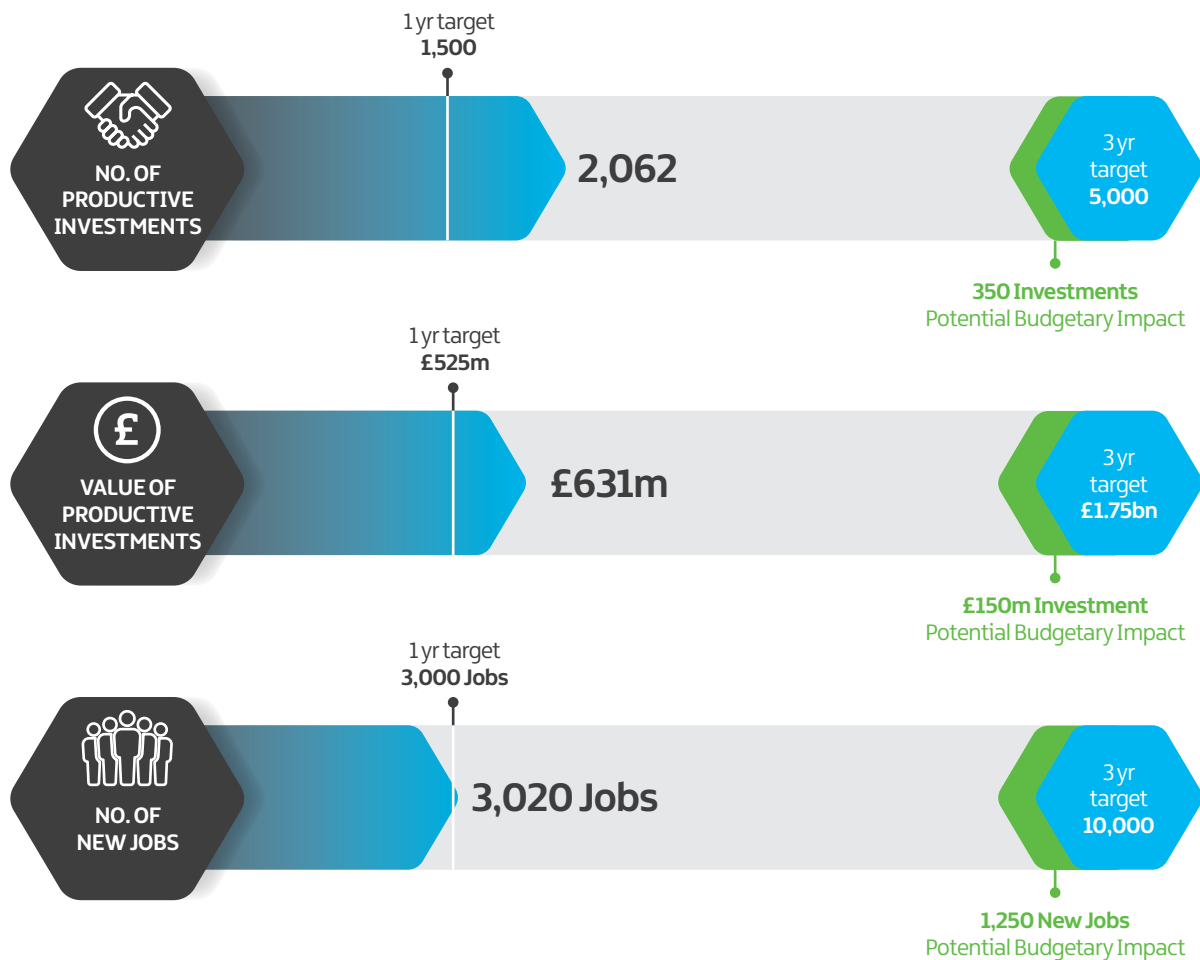 1 yr target
1,500
NO. OF
PRODUCTIVE
INVESTMENTS
2,062
3 yr
target
5,000
350 Investments
Potential Budgetary Impact
1 yr target
£525m
£
VALUE OF
PRODUCTIVE
INVESTMENTS
£631m
3 yr
target
£1.75bn
£150m Investment
Potential Budgetary Impact
1 yr target
3,000 Jobs
NO. OF
NEW JOBS
3,020 Jobs
3 yr
target
10,000
1,250 New Jobs
Potential Budgetary Impact